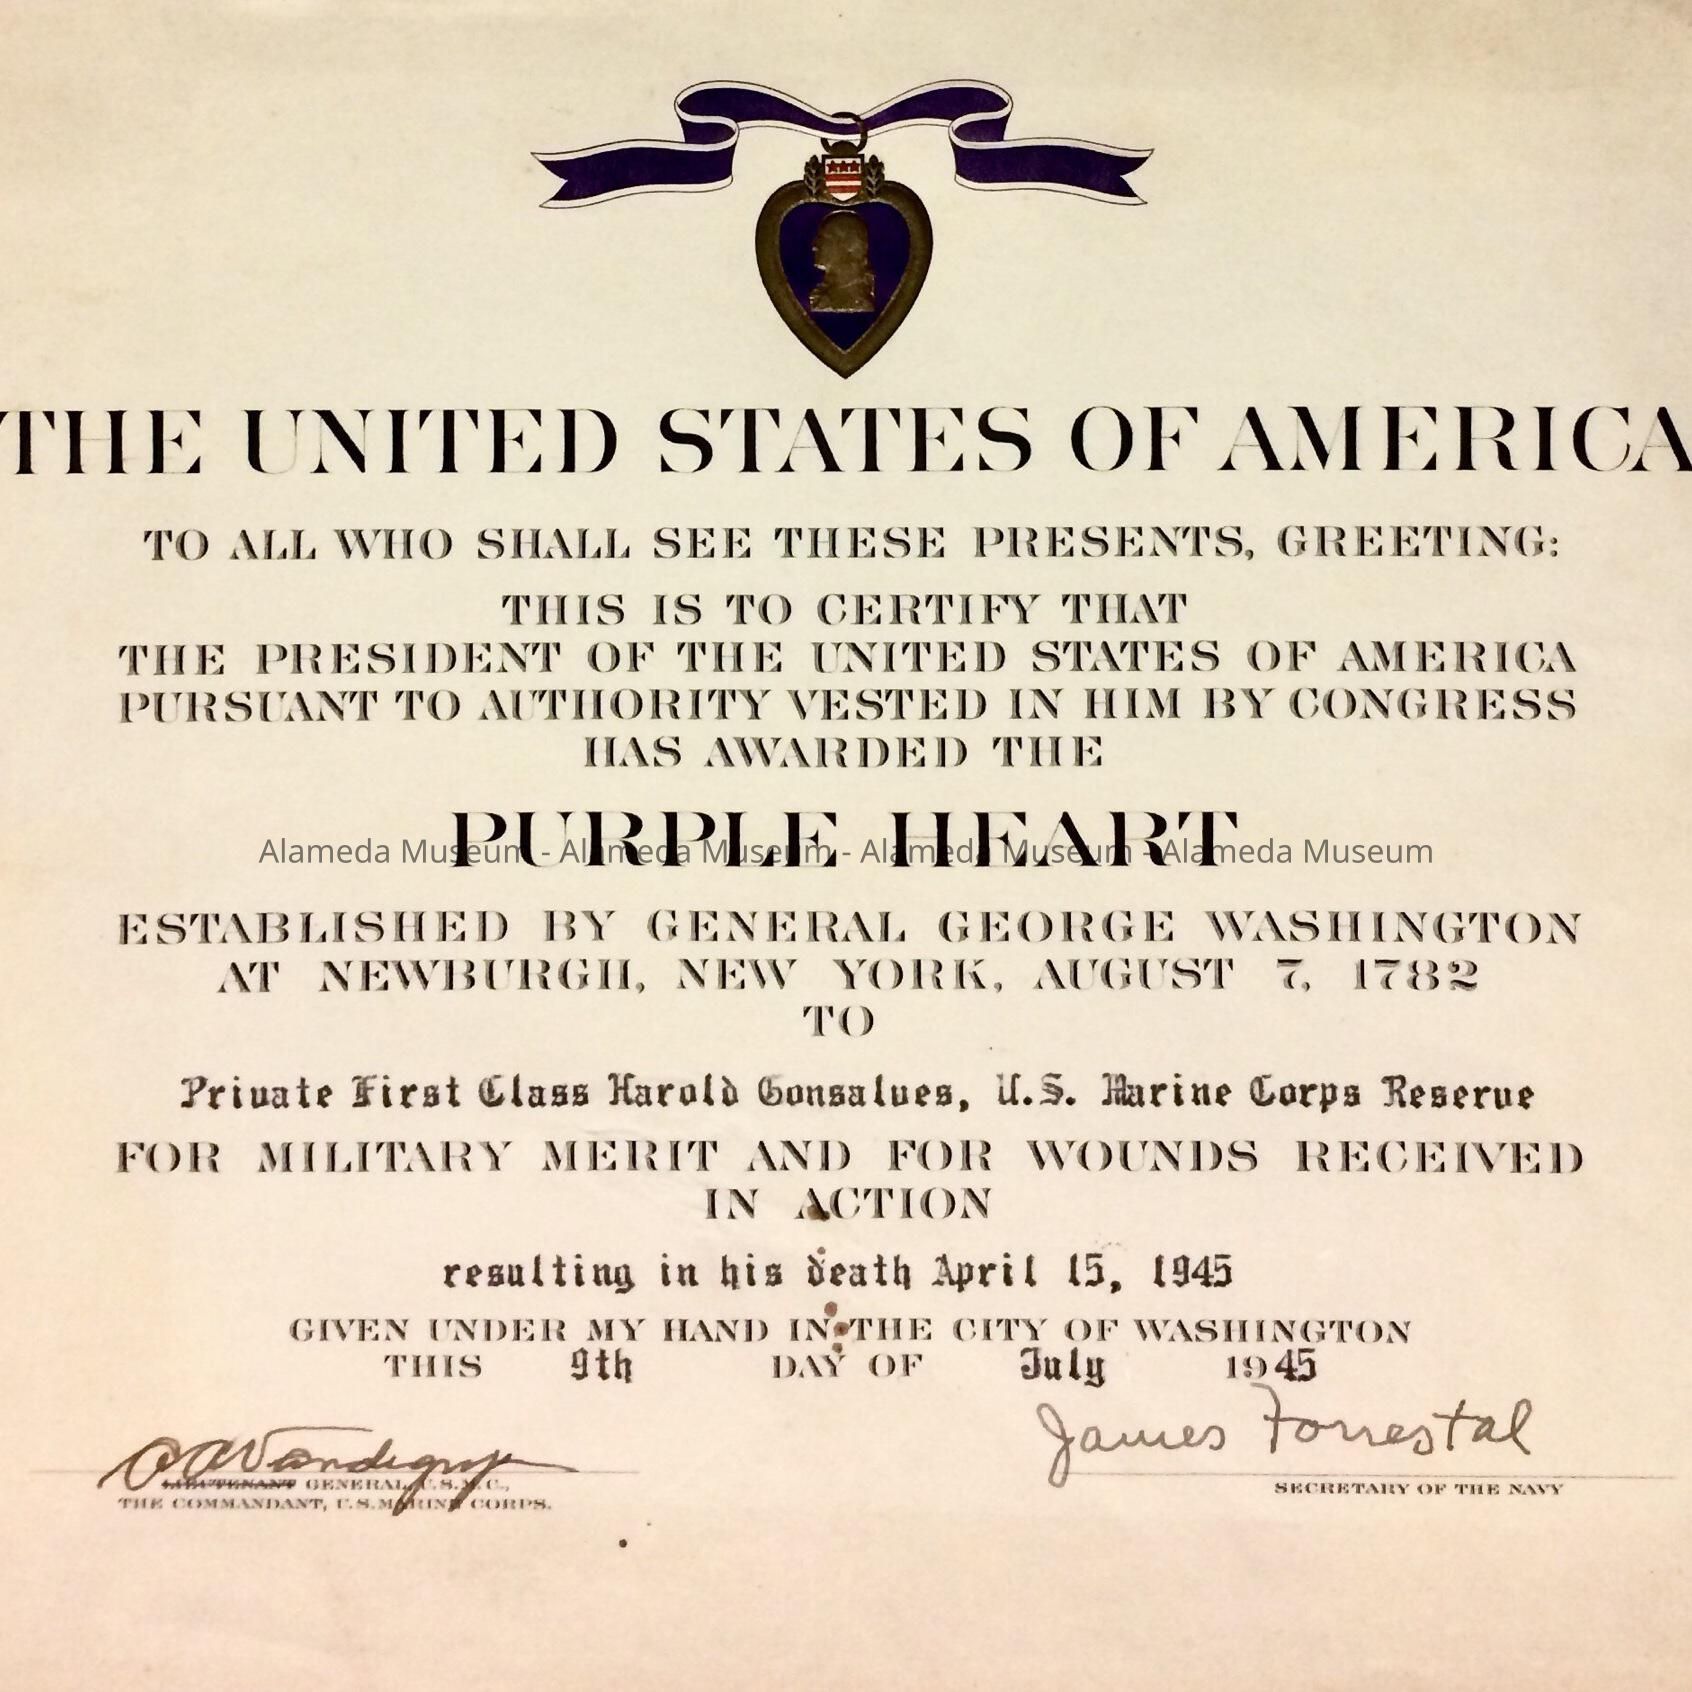 THE UNITED STATES OF AMERICA
TO ALL WHO SHALL SEE THESE PRESENTS, GREETING:
THIS IS TO CERTIFY THAT
THE PRESIDENT OF THE UNITED STATES OF AMERICA
PURSUANT TO AUTHORITY VESTED IN HIM BY CONGRESS
HAS AWARDED THE
PURPLE HEART
Alameda Museum - Alameda Museum - Alameda Museum - Alameda Museum
ESTABLISHED BY GENERAL GEORGE WASHINGTON
AT NEWBURGH, NEW YORK, AUGUST 7, 1782
TO
Private First Class Harold Gonsalves, U.S. Marine Corps Reserve
FOR MILITARY MERIT AND FOR WOUNDS RECEIVED
IN ACTION
resulting in his death April 15, 1945
GIVEN UNDER MY HAND IN THE CITY OF WASHINGTON
THIS 9th DAY OF July 1945
A A Vandegrift James Forrestal
LIEUTENANT GENERAL, U.S.M.C., SECRETARY OF THE NAVY
THE COMMANDANT, U.S. MARINE CORPS.